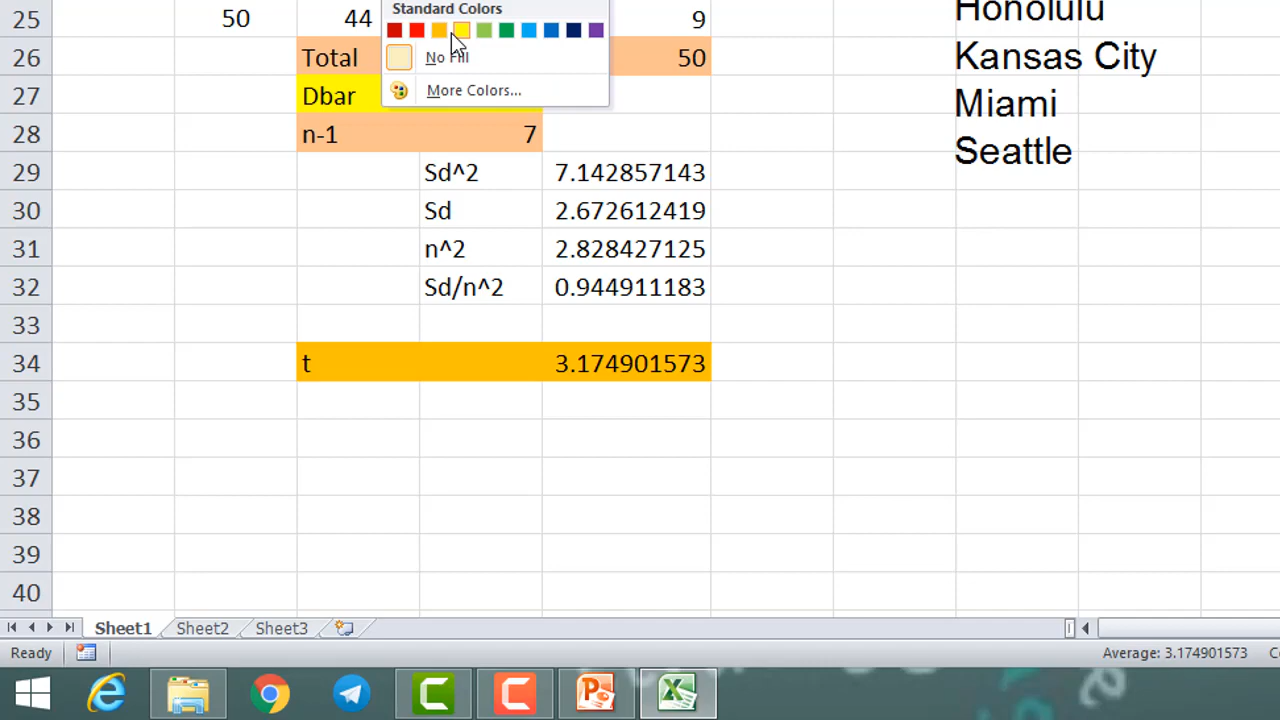 Standard Colors
25 50 44 9
Honolulu
26 Total 50
No Fill
Kansas City
27 Dbar
More Colors...
Miami
28 n-1 7
Seattle
29 Sd^2 7.142857143
30 Sd 2.672612419
31 n^2 2.828427125
32 Sd/n^2 0.944911183
33
34 t 3.174901573
35
36
37
38
39
40
Sheet1 Sheet2 Sheet3
Ready Average: 3.174901573